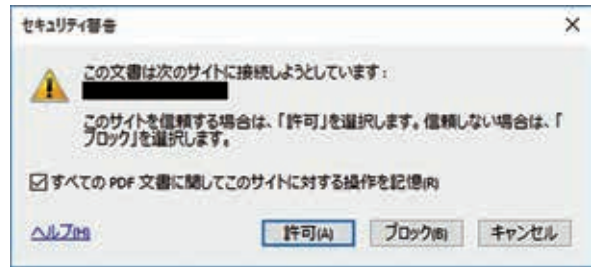 セキュリティ警告
この文書は次のサイトに接続しようとしています：
このサイトを信頼する場合は、「許可」を選択します。信頼しない場合は、「
ブロック」を選択します。
すべての PDF 文書に関してこのサイトに対する操作を記憶(R)
ヘルプ(H) 許可(A) ブロック(B) キャンセル